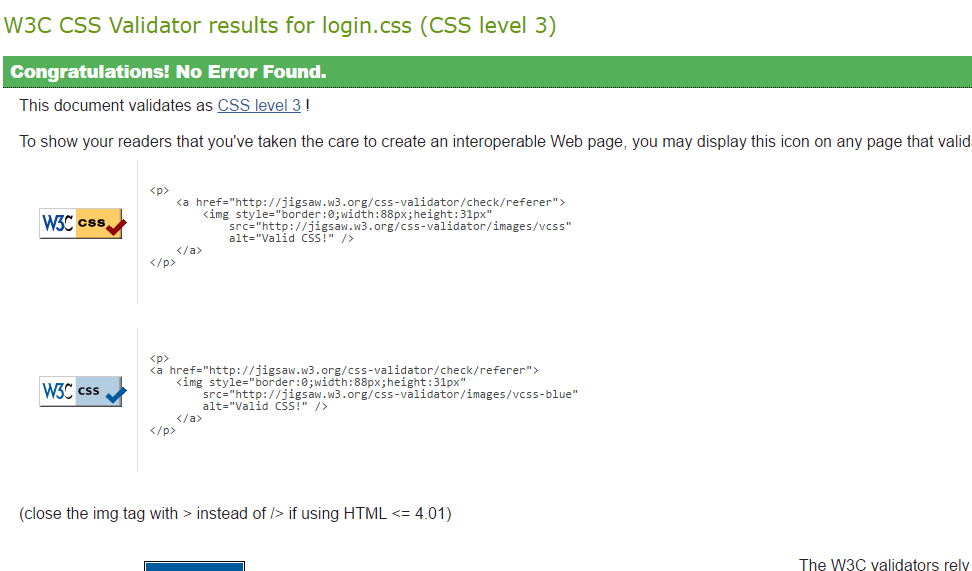 W3C CSS Validator results for login.css (CSS level 3)
Congratulations! No Error Found.
This document validates as CSS level 3 !
To show your readers that you've taken the care to create an interoperable Web page, you may display this icon on any page that valid
W3C css
<p>
<a href="http://jigsaw.w3.org/css-validator/check/referer">
<img style="border:0;width:88px;height:31px"
src="http://jigsaw.w3.org/css-validator/images/vcss"
alt="Valid CSS!" />
</a>
</p>
W3C css
<p>
<a href="http://jigsaw.w3.org/css-validator/check/referer">
<img style="border:0;width:88px;height:31px"
src="http://jigsaw.w3.org/css-validator/images/vcss-blue"
alt="Valid CSS!" />
</a>
</p>
(close the img tag with > instead of /> if using HTML <= 4.01)
The W3C validators rely